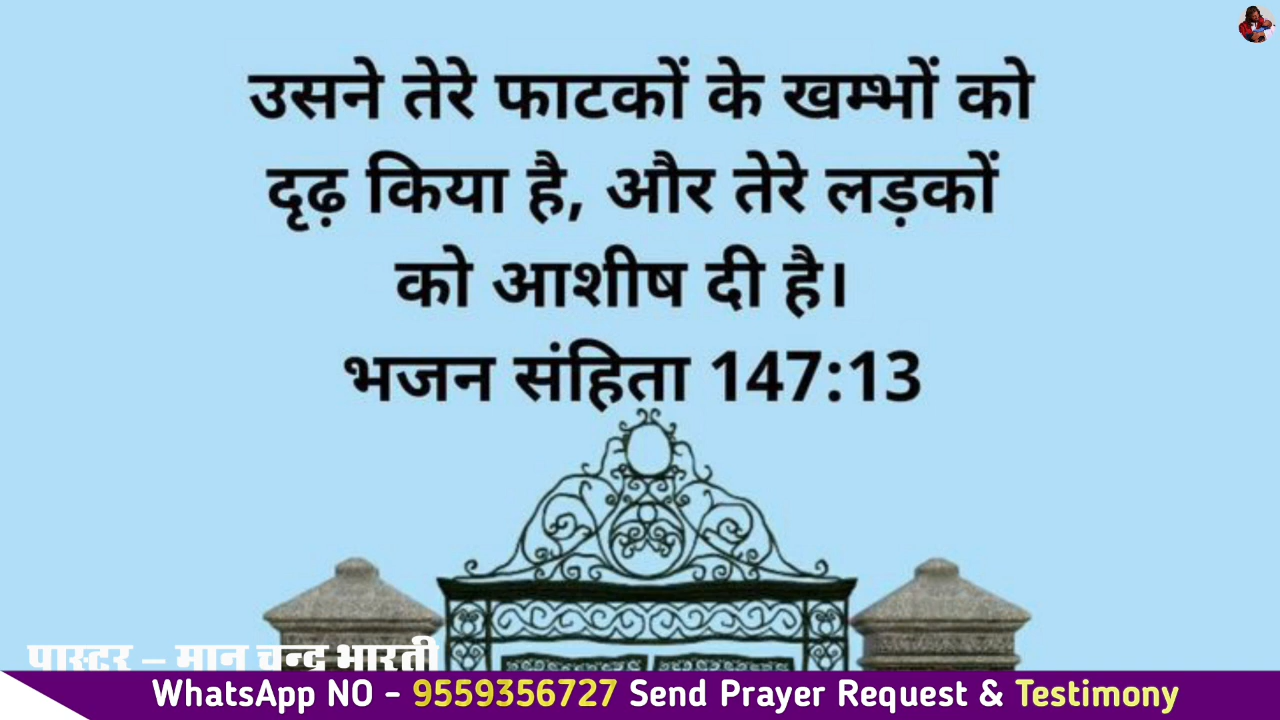 उसने तेरे फाटकों के खम्भों को
दृढ़ किया है, और तेरे लड़कों
को आशीष दी है।
भजन संहिता 147:13
पास्टर – मान चन्द्र भारती
WhatsApp NO - 9559356727 Send Prayer Request & Testimony